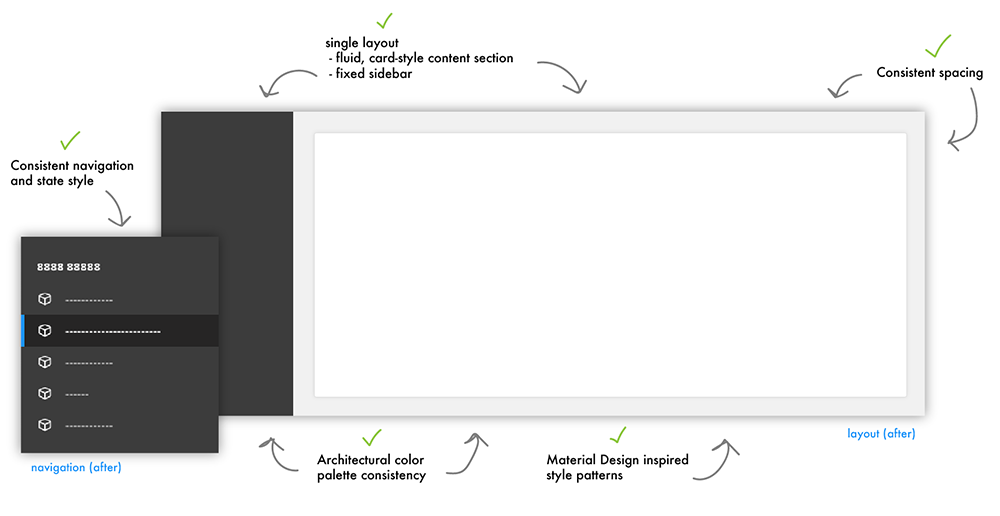 single layout
- fluid, card-style content section
- fixed sidebar
Consistent spacing
Consistent navigation
and state style
8888 88888
------------
-----------------------
------------
------
------------
navigation (after)
layout (after)
Architectural color
palette consistency
Material Design inspired
style patterns